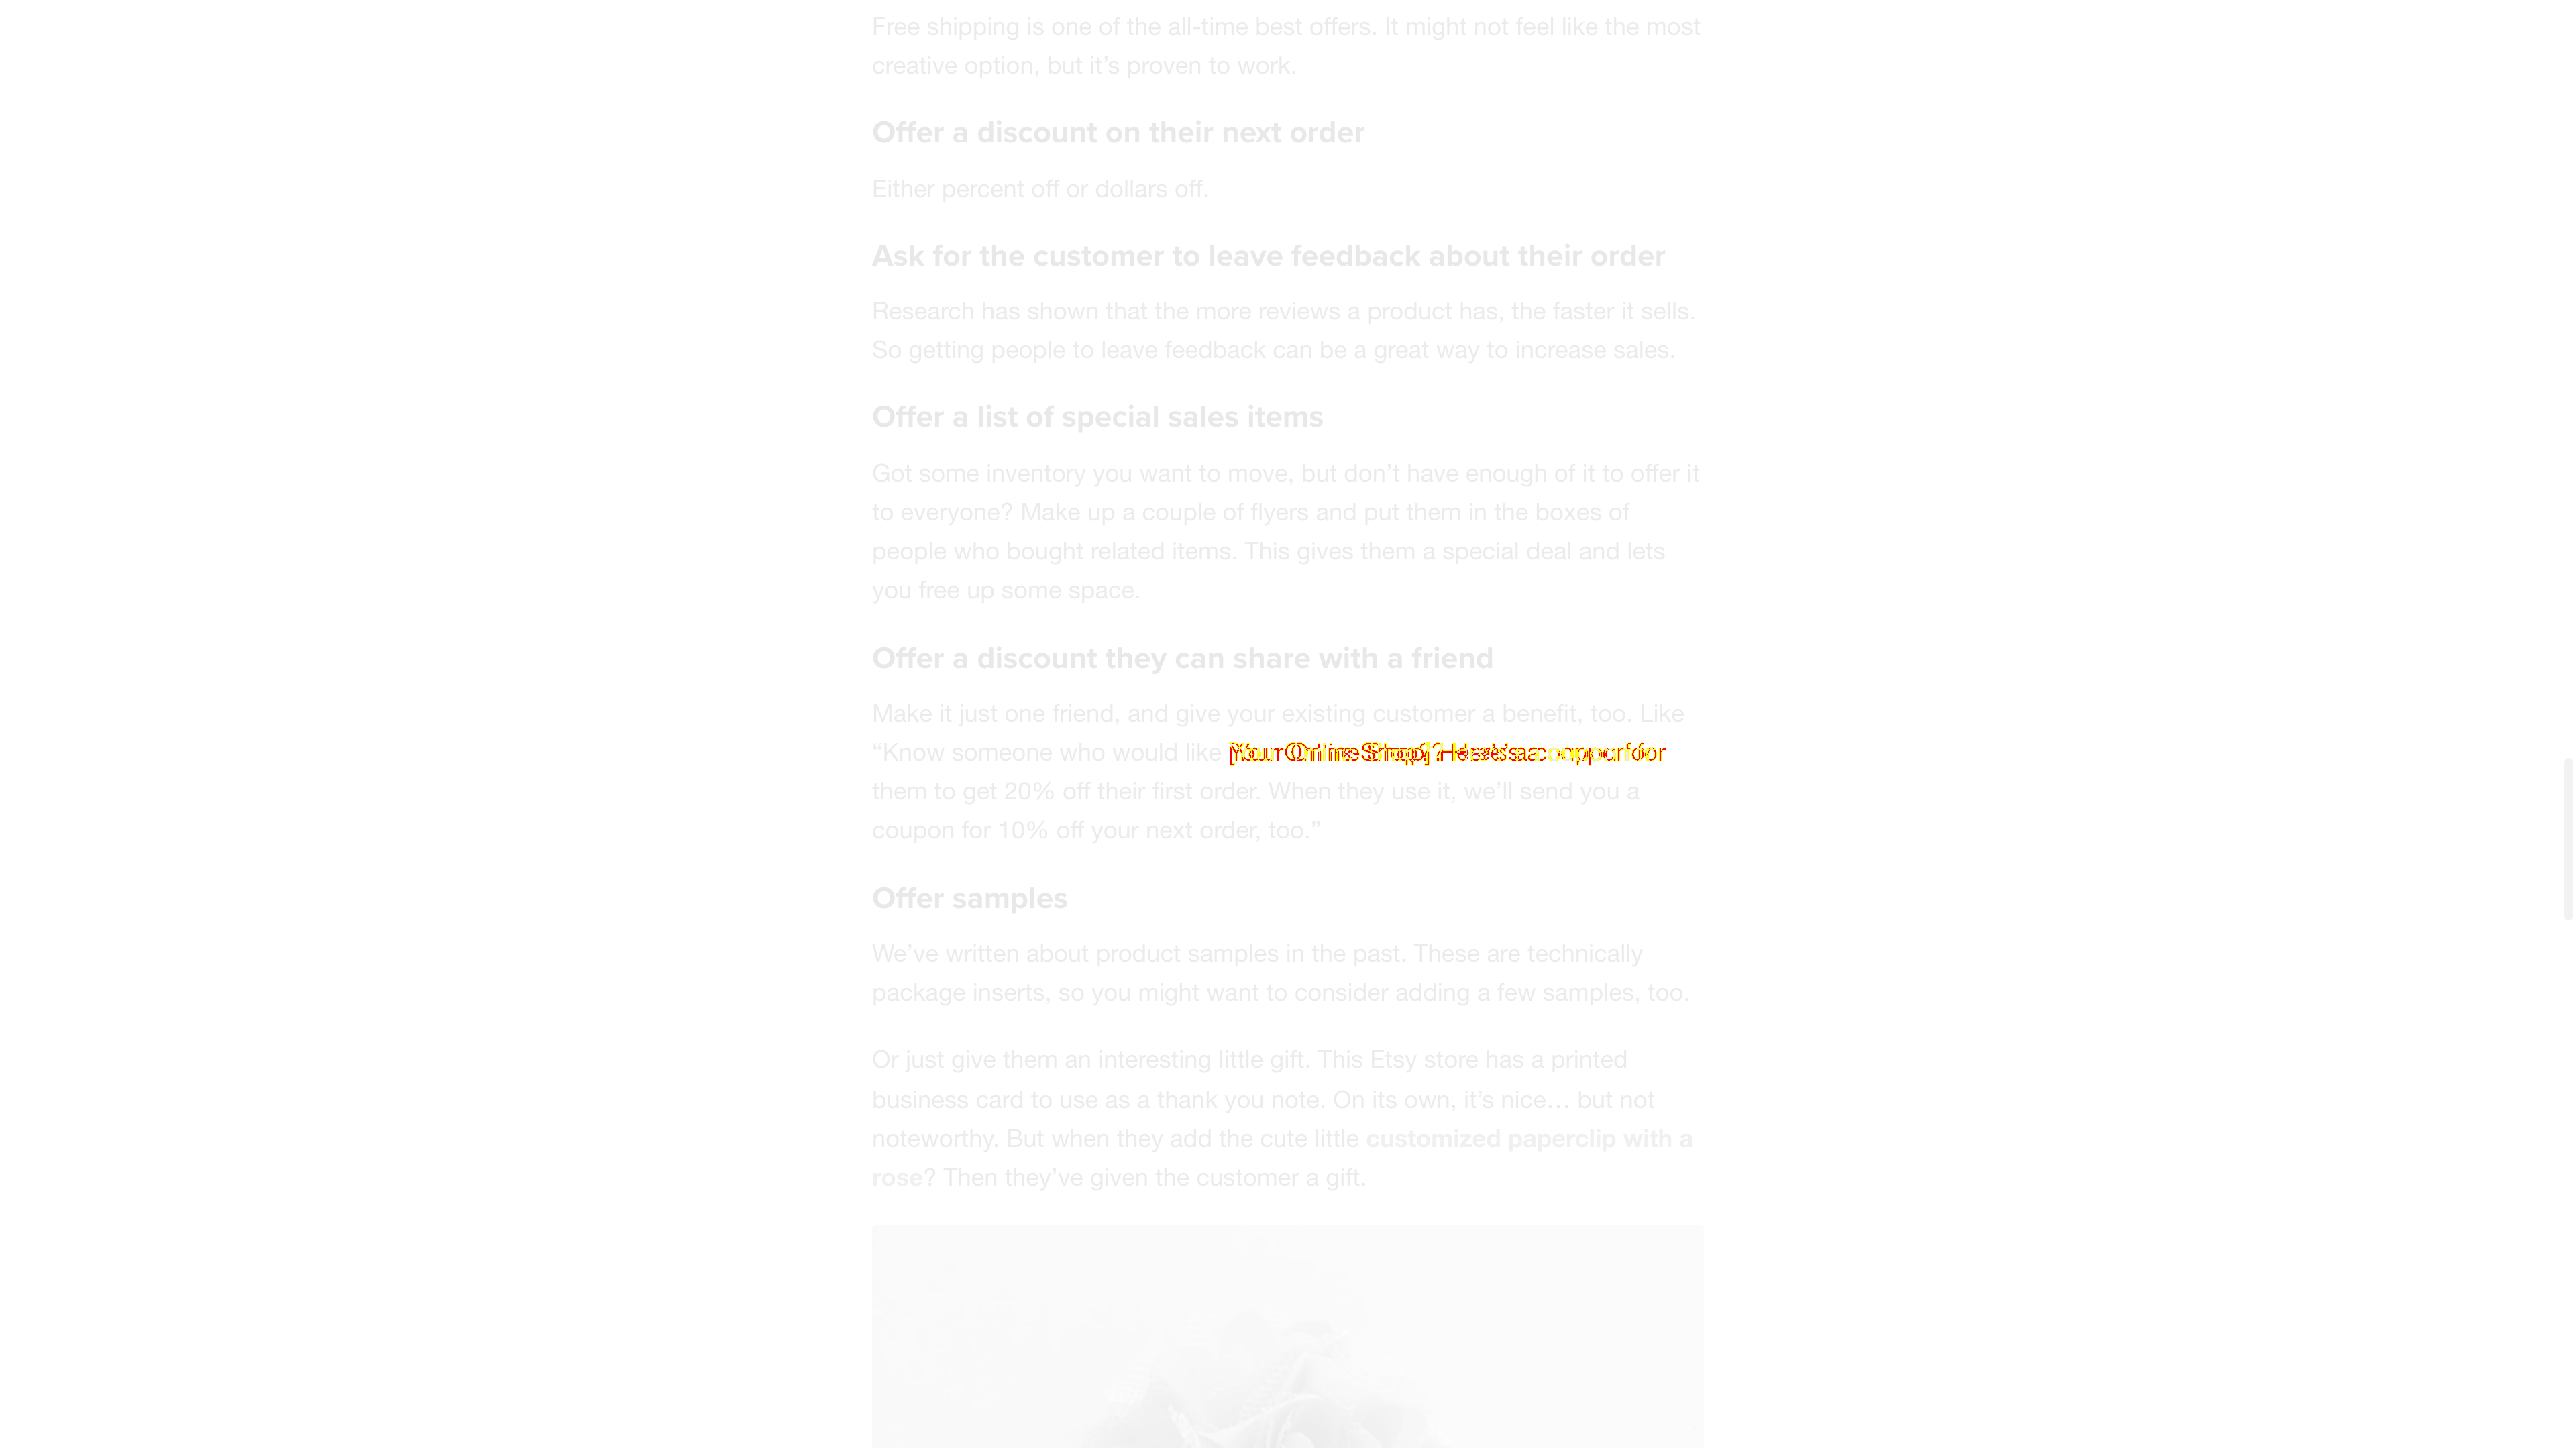 Free shipping is one of the all-time best offers. It might not feel like the most
creative option, but it’s proven to work.
Offer a discount on their next order
Either percent off or dollars off.
Ask for the customer to leave feedback about their order
Research has shown that the more reviews a product has, the faster it sells.
So getting people to leave feedback can be a great way to increase sales.
Offer a list of special sales items
Got some inventory you want to move, but don’t have enough of it to offer it
to everyone? Make up a couple of flyers and put them in the boxes of
people who bought related items. This gives them a special deal and lets
you free up some space.
Offer a discount they can share with a friend
Make it just one friend, and give your existing customer a benefit, too. Like
“Know someone who would like [Your Online Shop]? Here’s a coupon for
them to get 20% off their first order. When they use it, we’ll send you a
coupon for 10% off your next order, too.”
Offer samples
We’ve written about product samples in the past. These are technically
package inserts, so you might want to consider adding a few samples, too.
Or just give them an interesting little gift. This Etsy store has a printed
business card to use as a thank you note. On its own, it’s nice… but not
noteworthy. But when they add the cute little customized paperclip with a
rose? Then they’ve given the customer a gift.